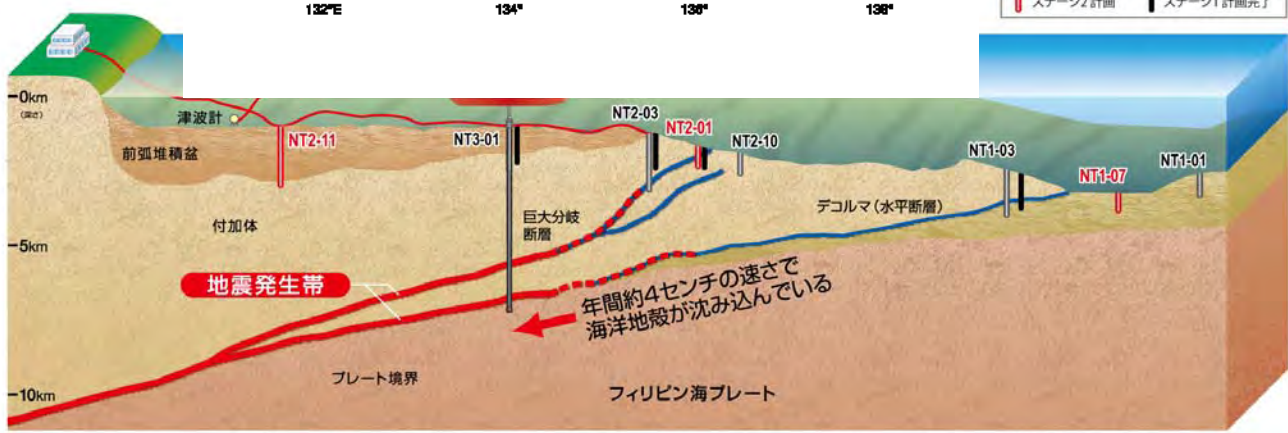 132°E 134° 136° 138°
ステージ2計画 ステージ1計画完了
0km
(深さ)
津波計
NT2-11
NT3-01
NT2-03
NT2-01
NT2-10
NT1-03
NT1-07
NT1-01
前弧堆積盆
付加体
巨大分岐
断層
デコルマ(水平断層)
5km
地震発生帯
年間約4センチの速さで
海洋地殻が沈み込んでいる
プレート境界
フィリピン海プレート
10km